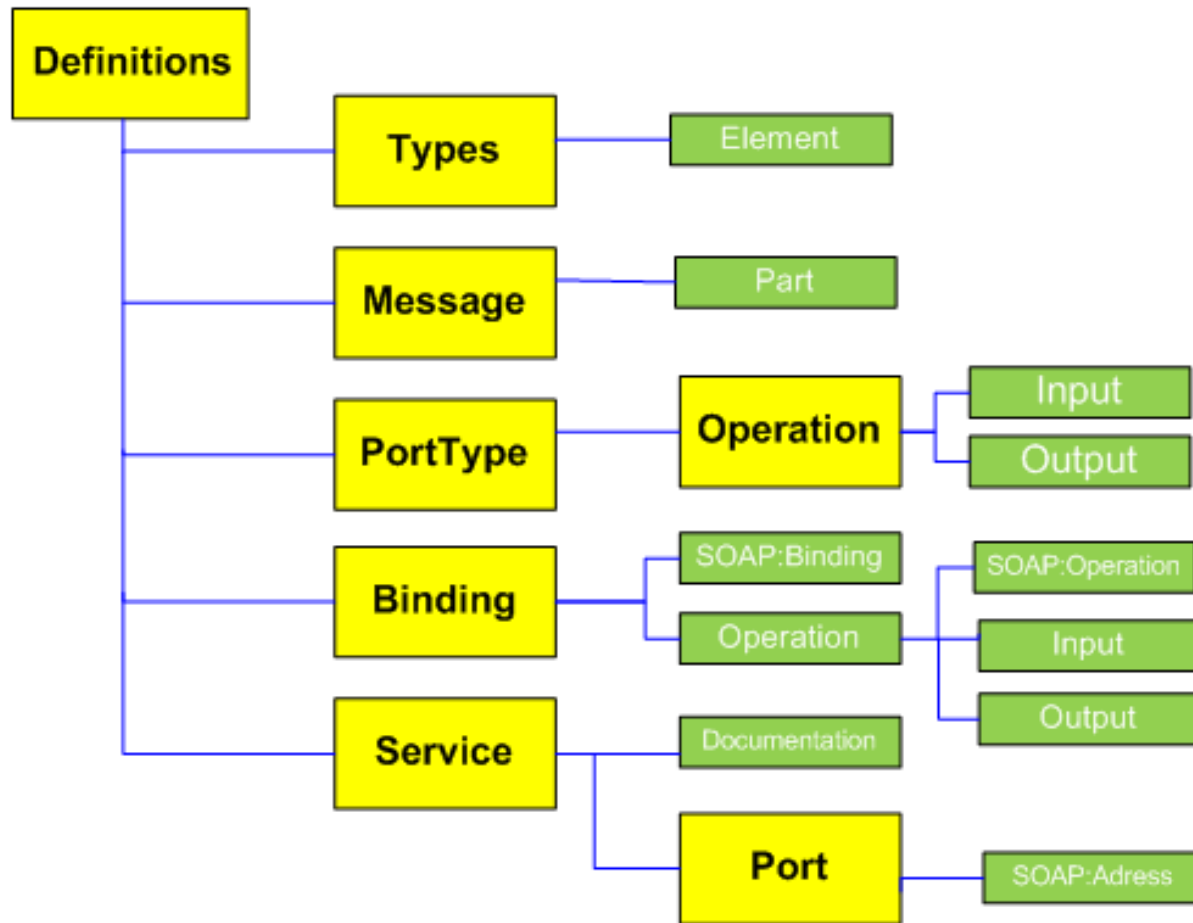 Definitions
Types
Element
Message
Part
PortType
Operation
Input
Output
Binding
SOAP:Binding
Operation
SOAP:Operation
Input
Output
Service
Documentation
Port
SOAP:Adress